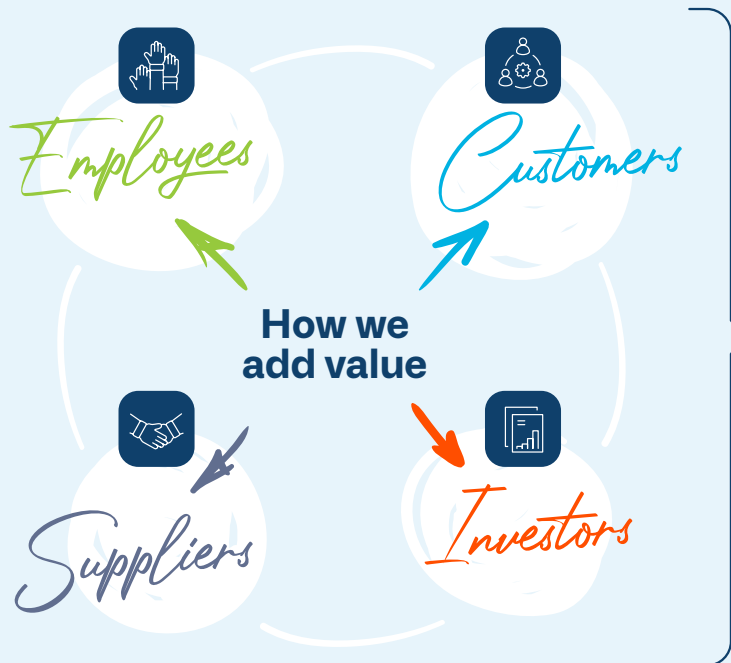 Employees
Customers
How we
add value
Suppliers
Investors